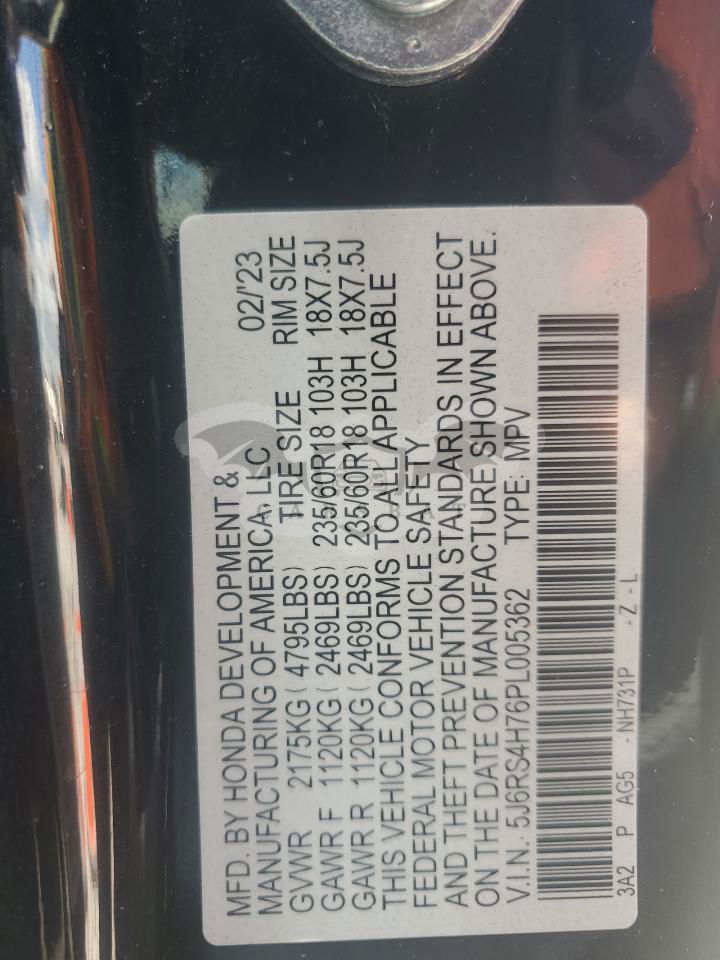 MFD. BY HONDA DEVELOPMENT &
MANUFACTURING OF AMERICA, LLC 02/'23
GVWR 2175KG ( 4795LBS) TIRE SIZE RIM SIZE
GAWR F 1120KG ( 2469LBS) 235/60R18 103H 18X7.5J
GAWR R 1120KG ( 2469LBS) 235/60R18 103H 18X7.5J
THIS VEHICLE CONFORMS TO ALL APPLICABLE
FEDERAL MOTOR VEHICLE SAFETY
AND THEFT PREVENTION STANDARDS IN EFFECT
ON THE DATE OF MANUFACTURE SHOWN ABOVE.
V.I.N.: 5J6RS4H76PL005362 TYPE: MPV
3A2 P AG5 - NH731P - Z - L